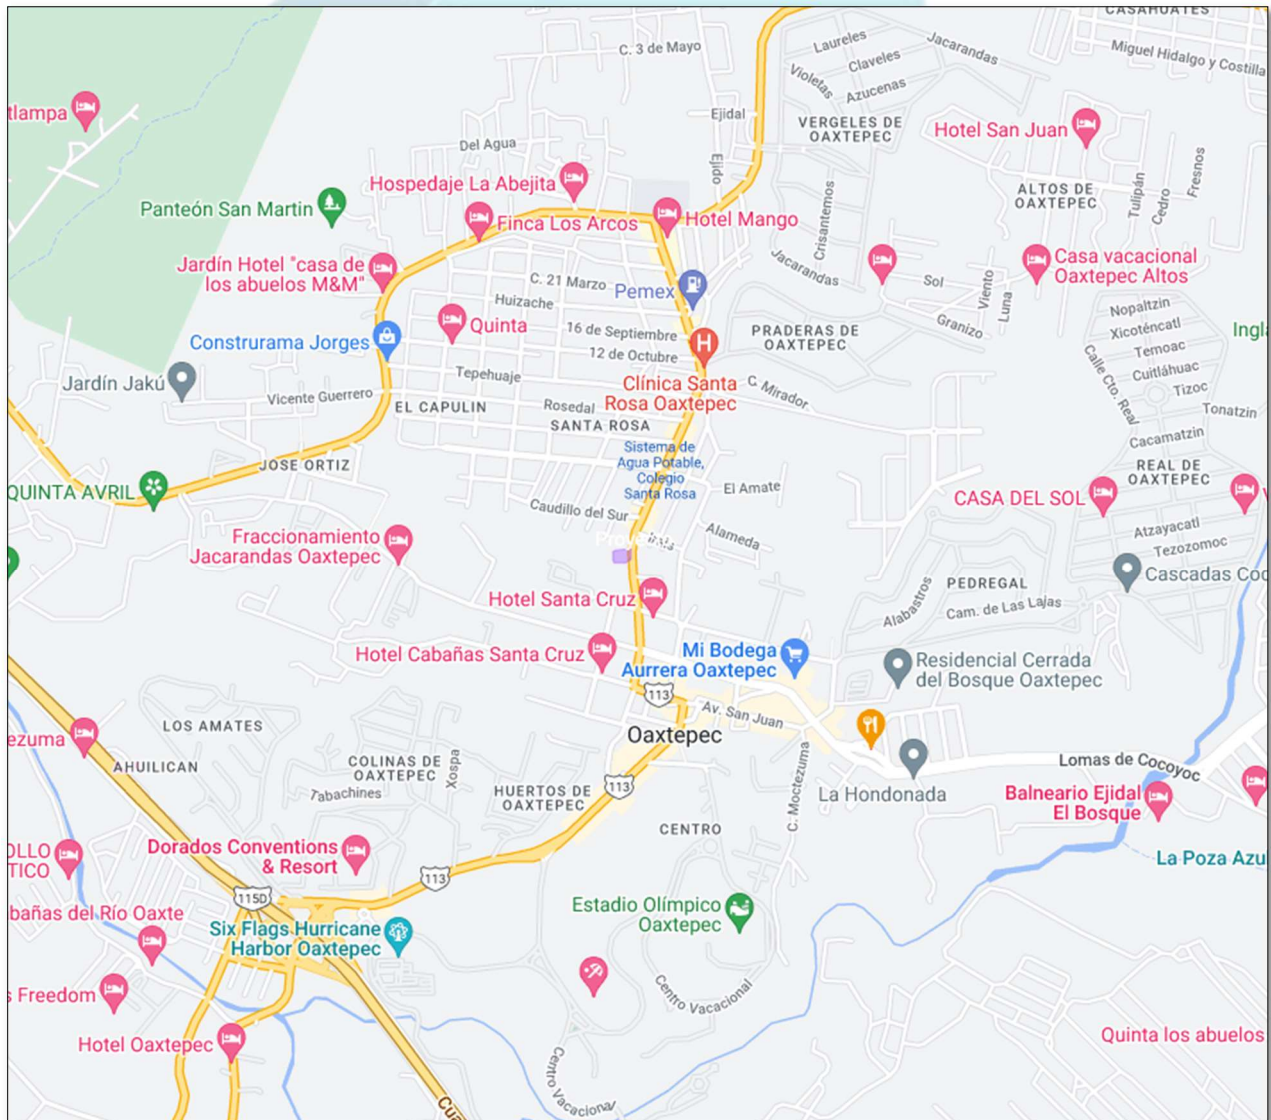 CASAHUATES
C. 3 de Mayo
Laureles
Jacarandas
Miguel Hidalgo y Costilla
Claveles
Violetas
Azucenas
tlampa
Ejidal
VERGELES DE
OAXTEPEC
Hotel San Juan
Del Agua
Ejido
Fresnos
Hospedaje La Abejita
ALTOS DE
OAXTEPEC
Tulipán
Cedro
Panteón San Martin
Finca Los Arcos
Hotel Mango
Crisantemos
Jardín Hotel "casa de
los abuelos M&M"
Jacarandas
Casa vacacional
Oaxtepec Altos
C. 21 Marzo
Pemex
Sol
Viento
Luna
Huizache
Nopaltzin
Quinta
16 de Septiembre
Granizo
PRADERAS DE
OAXTEPEC
Xicoténcatl
Ingl
Construrama Jorges
12 de Octubre
Temoac
Cuitláhuac
Calle Cto. Real
Jardín Jakú
Tepehuaje
Clínica Santa
Rosa Oaxtepec
C. Mirador
Tizoc
Vicente Guerrero
EL CAPULIN
Rosedal
Tonatzin
SANTA ROSA
Cacamatzin
Sistema de
Agua Potable,
Colegio
Santa Rosa
JOSE ORTIZ
REAL DE
OAXTEPEC
QUINTA AVRIL
El Amate
CASA DEL SOL
V
Caudillo del Sur
Atzayacatl
Fraccionamiento
Jacarandas Oaxtepec
Alameda
Tezozomoc
Cascadas Coc
PEDREGAL
Hotel Santa Cruz
Alabastros
Cam. de Las Lajas
Hotel Cabañas Santa Cruz
Mi Bodega
Aurrera Oaxtepec
Residencial Cerrada
del Bosque Oaxtepec
113
Av. San Juan
LOS AMATES
Oaxtepec
ezuma
AHUILICAN
COLINAS DE
OAXTEPEC
Xospa
Tabachines
HUERTOS DE
OAXTEPEC
113
C. Moctezuma
La Hondonada
Lomas de Cocoyoc
Balneario Ejidal
El Bosque
CENTRO
OLLO
TICO
Dorados Conventions
& Resort
La Poza Azu
113
115D
bañas del Río Oaxte
Six Flags Hurricane
Harbor Oaxtepec
Estadio Olímpico
Oaxtepec
s Freedom
Centro Vacacional
Hotel Oaxtepec
Quinta los abuelos
Centro Vacacional
Cua